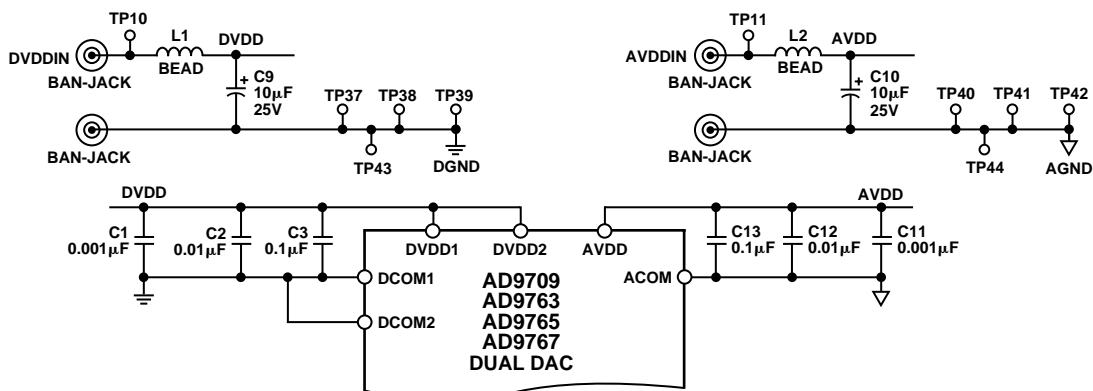 TP10
L1
DVDD
DVDDIN
BEAD
BAN-JACK
+ C9
10μF
25V
TP37
TP38
TP39
BAN-JACK
TP43
DGND
TP11
L2
AVDD
AVDDIN
BEAD
BAN-JACK
+ C10
10μF
25V
TP40
TP41
TP42
BAN-JACK
TP44
AGND
DVDD
C1
0.001μF
C2
0.01μF
C3
0.1μF
DVDD1
DVDD2
AVDD
AVDD
C13
0.1μF
C12
0.01μF
C11
0.001μF
DCOM1
DCOM2
ACOM
AD9709
AD9763
AD9765
AD9767
DUAL DAC